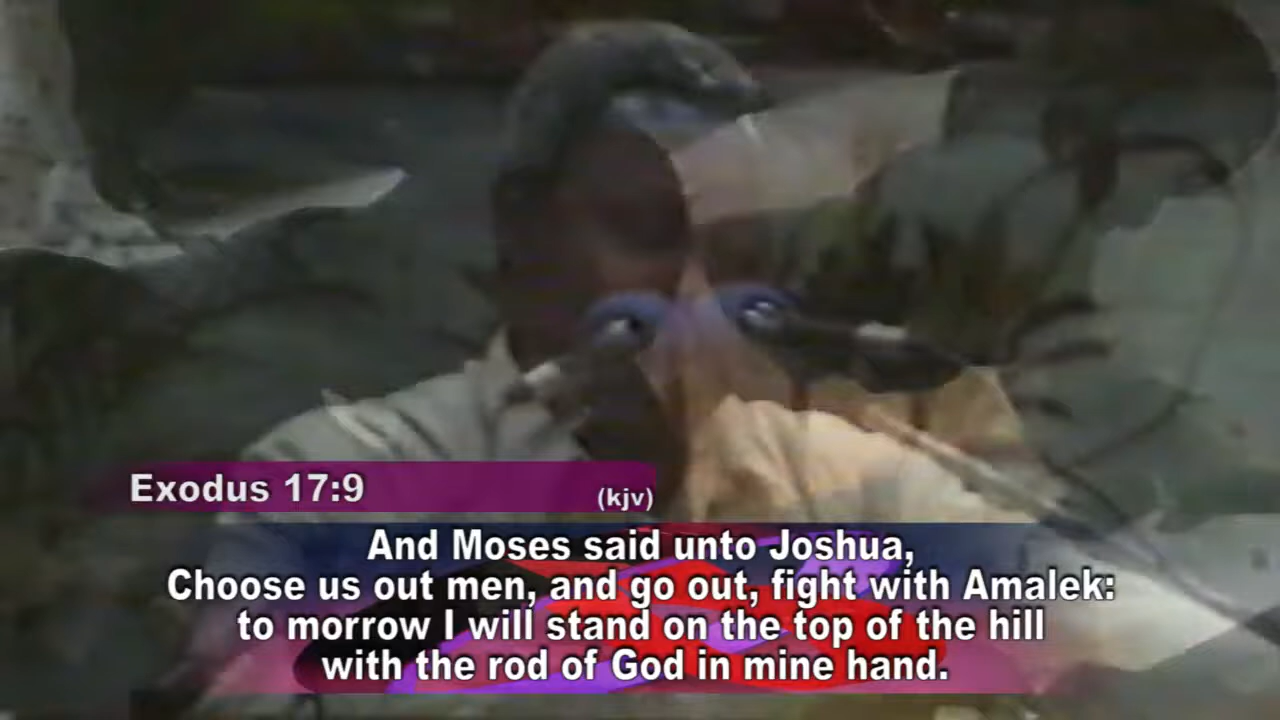 Exodus 17:9 (kjv)
And Moses said unto Joshua,
Choose us out men, and go out, fight with Amalek:
to morrow I will stand on the top of the hill
with the rod of God in mine hand.